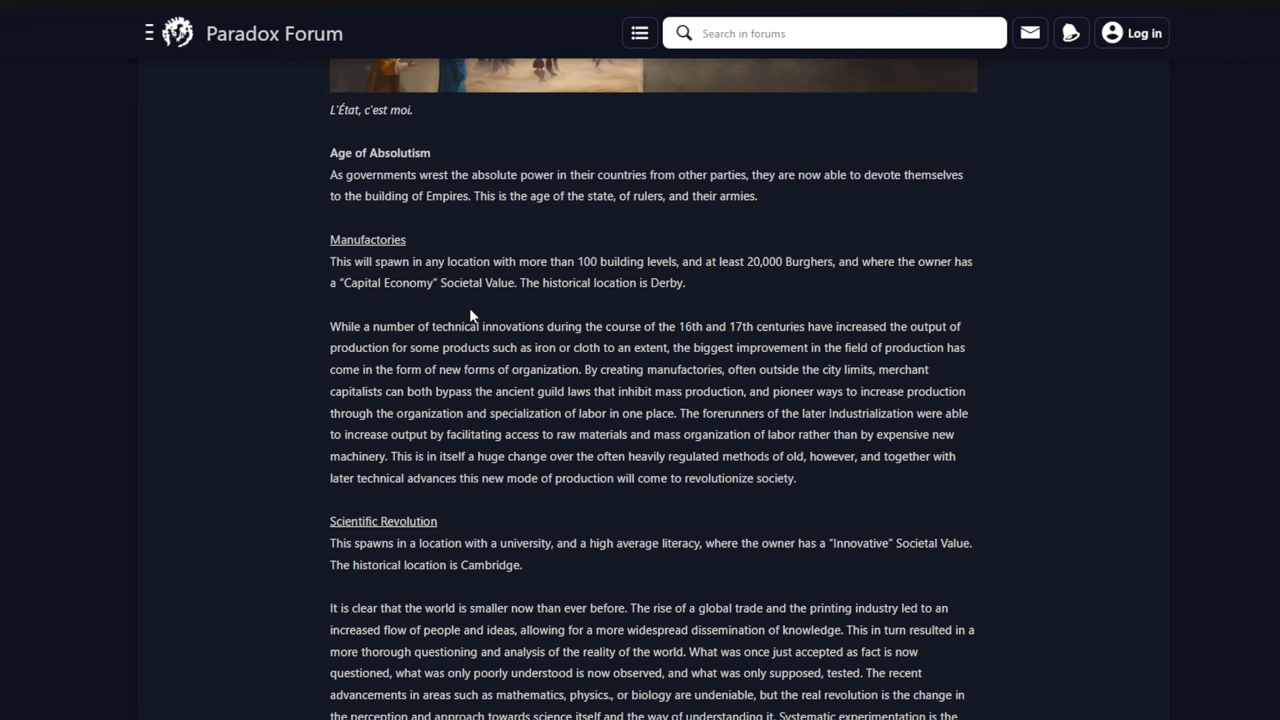 Paradox Forum
Search in forums
Log in
L'État, c'est moi.
Age of Absolutism
As governments wrest the absolute power in their countries from other parties, they are now able to devote themselves
to the building of Empires. This is the age of the state, of rulers, and their armies.
Manufactories
This will spawn in any location with more than 100 building levels, and at least 20,000 Burghers, and where the owner has
a “Capital Economy” Societal Value. The historical location is Derby.
While a number of technical innovations during the course of the 16th and 17th centuries have increased the output of
production for some products such as iron or cloth to an extent, the biggest improvement in the field of production has
come in the form of new forms of organization. By creating manufactories, often outside the city limits, merchant
capitalists can both bypass the ancient guild laws that inhibit mass production, and pioneer ways to increase production
through the organization and specialization of labor in one place. The forerunners of the later Industrialization were able
to increase output by facilitating access to raw materials and mass organization of labor rather than by expensive new
machinery. This is in itself a huge change over the often heavily regulated methods of old, however, and together with
later technical advances this new mode of production will come to revolutionize society.
Scientific Revolution
This spawns in a location with a university, and a high average literacy, where the owner has a “Innovative” Societal Value.
The historical location is Cambridge.
It is clear that the world is smaller now than ever before. The rise of a global trade and the printing industry led to an
increased flow of people and ideas, allowing for a more widespread dissemination of knowledge. This in turn resulted in a
more thorough questioning and analysis of the reality of the world. What was once just accepted as fact is now
questioned, what was only poorly understood is now observed, and what was only supposed, tested. The recent
advancements in areas such as mathematics, physics., or biology are undeniable, but the real revolution is the change in
the perception and approach towards science itself and the way of understanding it. Systematic experimentation is the